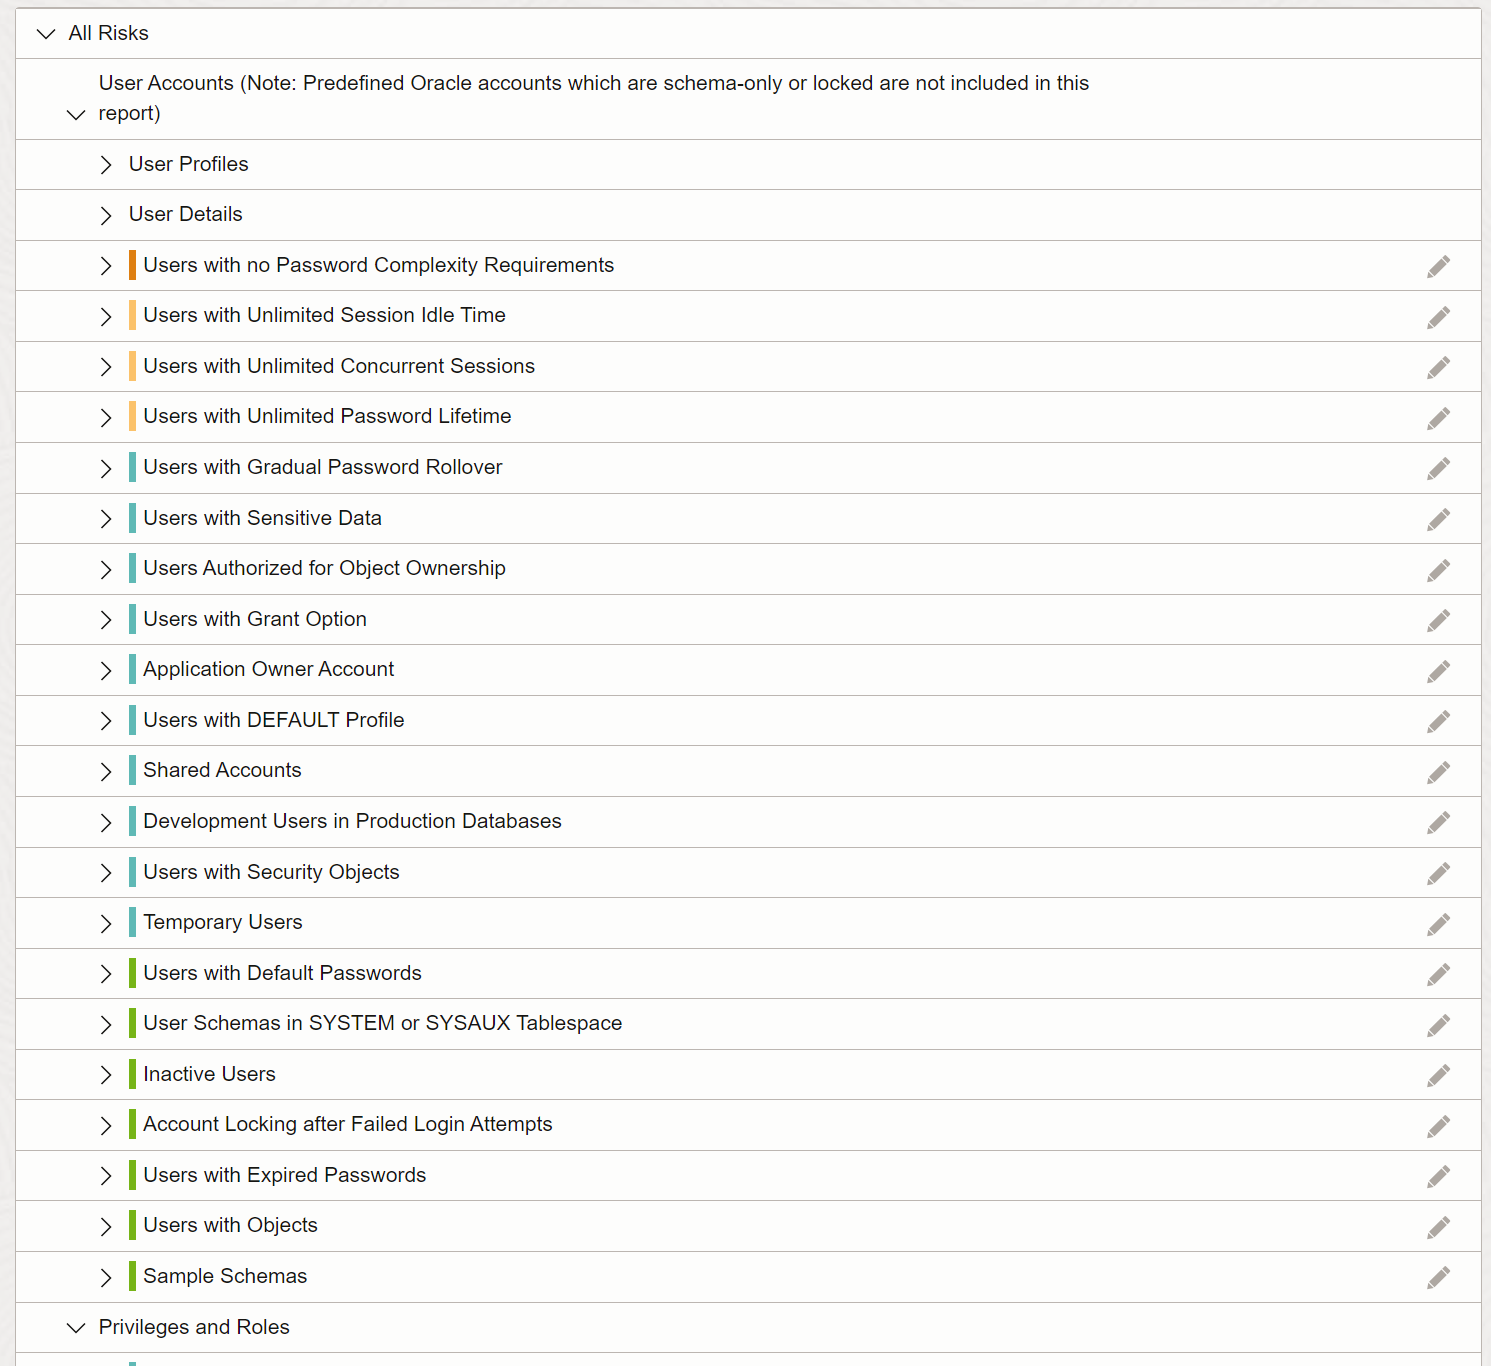 All Risks
User Accounts (Note: Predefined Oracle accounts which are schema-only or locked are not included in this
report)
User Profiles
User Details
Users with no Password Complexity Requirements
Users with Unlimited Session Idle Time
Users with Unlimited Concurrent Sessions
Users with Unlimited Password Lifetime
Users with Gradual Password Rollover
Users with Sensitive Data
Users Authorized for Object Ownership
Users with Grant Option
Application Owner Account
Users with DEFAULT Profile
Shared Accounts
Development Users in Production Databases
Users with Security Objects
Temporary Users
Users with Default Passwords
User Schemas in SYSTEM or SYSAUX Tablespace
Inactive Users
Account Locking after Failed Login Attempts
Users with Expired Passwords
Users with Objects
Sample Schemas
Privileges and Roles